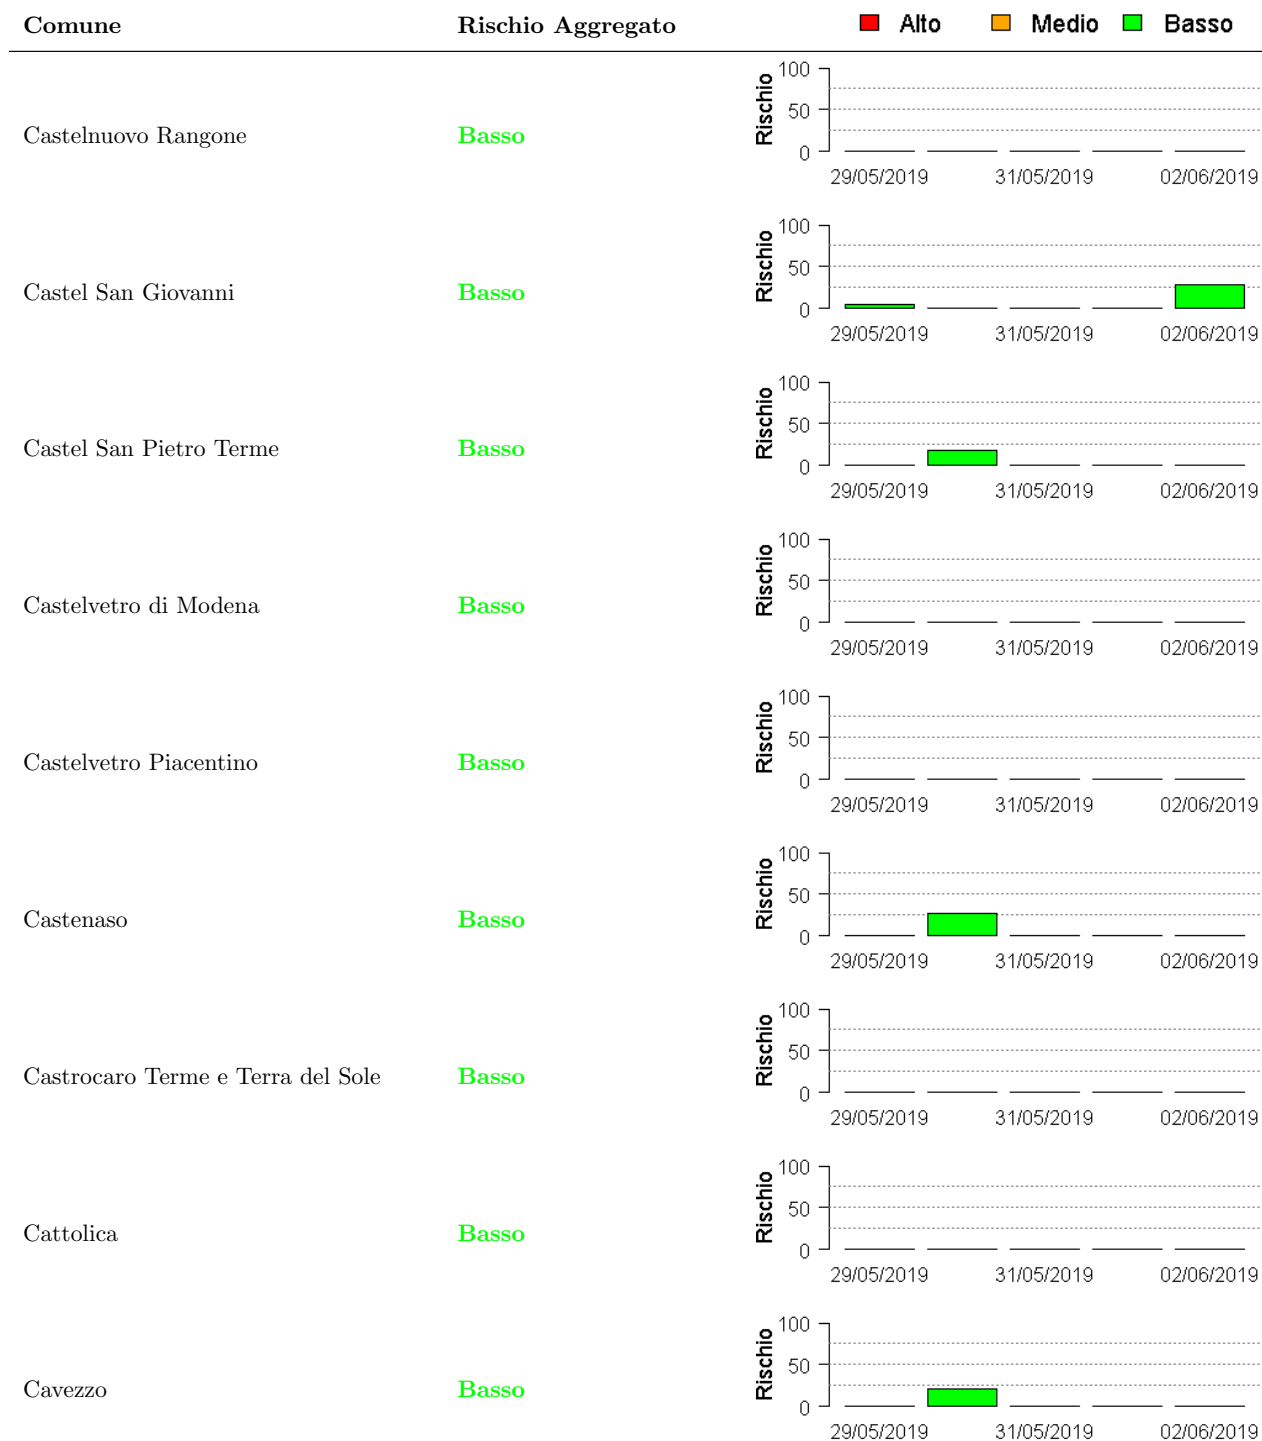 Comune Rischio Aggregato Alto Medio Basso
100
50
0
Rischio
Castelnuovo Rangone Basso
29/05/2019 31/05/2019 02/06/2019
100
50
0
Rischio
Castel San Giovanni Basso
29/05/2019 31/05/2019 02/06/2019
100
50
0
Rischio
Castel San Pietro Terme Basso
29/05/2019 31/05/2019 02/06/2019
100
50
0
Rischio
Castelvetro di Modena Basso
29/05/2019 31/05/2019 02/06/2019
100
50
0
Rischio
Castelvetro Piacentino Basso
29/05/2019 31/05/2019 02/06/2019
100
50
0
Rischio
Castenaso Basso
29/05/2019 31/05/2019 02/06/2019
100
50
0
Rischio
Castrocaro Terme e Terra del Sole Basso
29/05/2019 31/05/2019 02/06/2019
100
50
0
Rischio
Cattolica Basso
29/05/2019 31/05/2019 02/06/2019
100
50
0
Rischio
Cavezzo Basso
29/05/2019 31/05/2019 02/06/2019